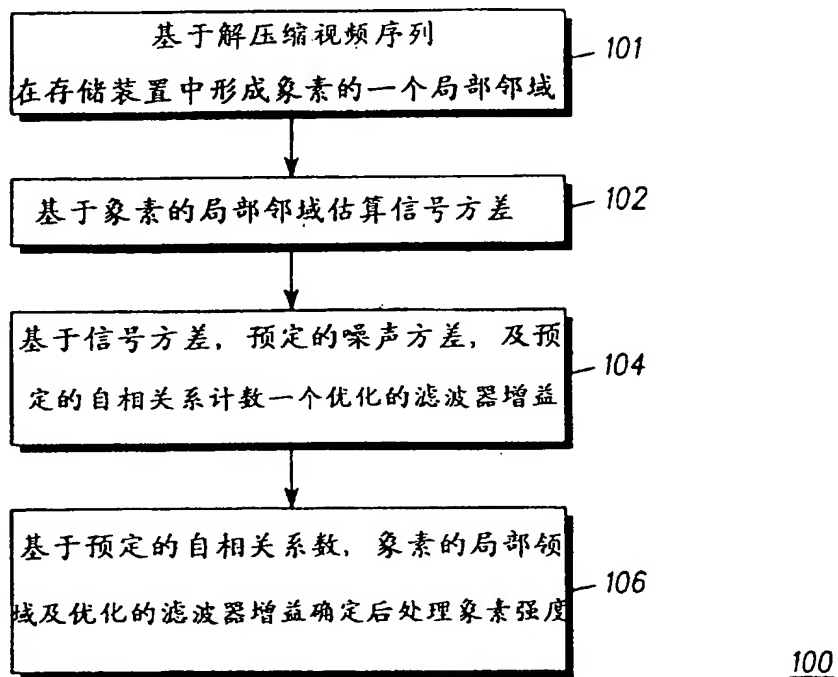 基于解压缩视频序列
在存储装置中形成象素的一个局部邻域
101
基于象素的局部邻域估算信号方差
102
基于信号方差，预定的噪声方差，及预
定的自相关系计数一个优化的滤波器增益
104
基于预定的自相关系数，象素的局部领
域及优化的滤波器增益确定后处理象素强度
106
100